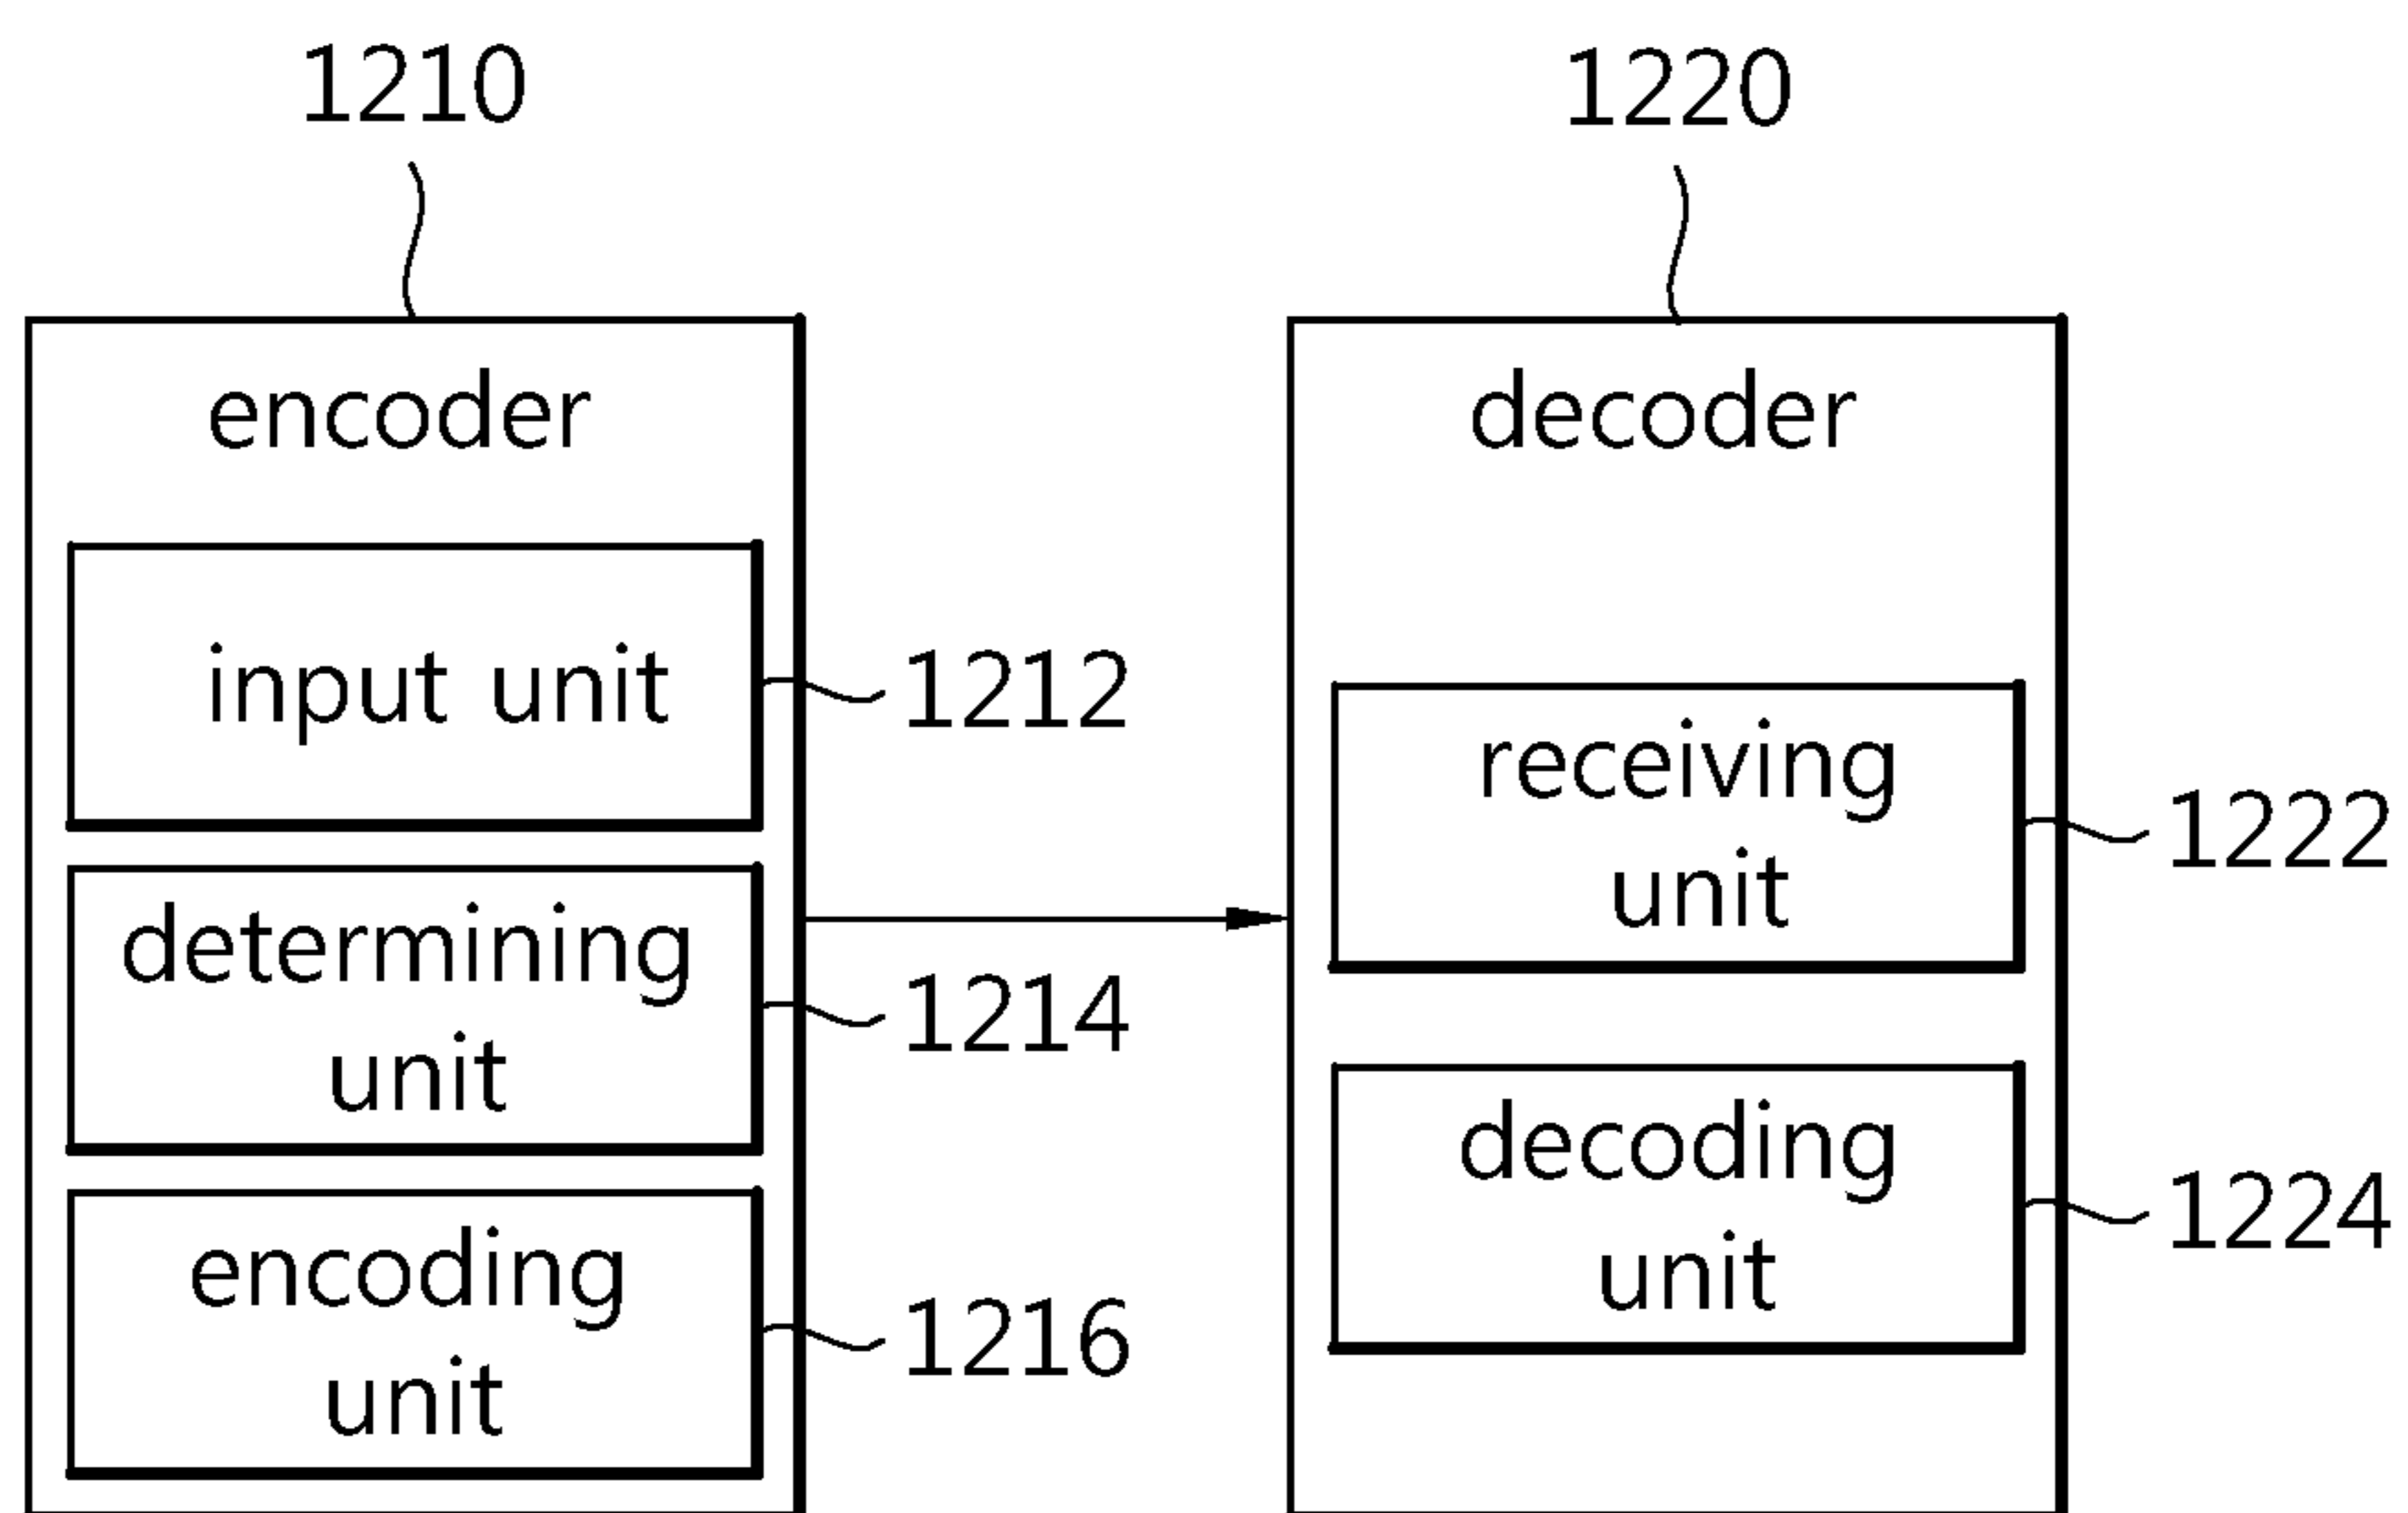 1210
1220
encoder
decoder
input unit
1212
receiving
unit
1222
determining
unit
1214
decoding
unit
1224
encoding
unit
1216